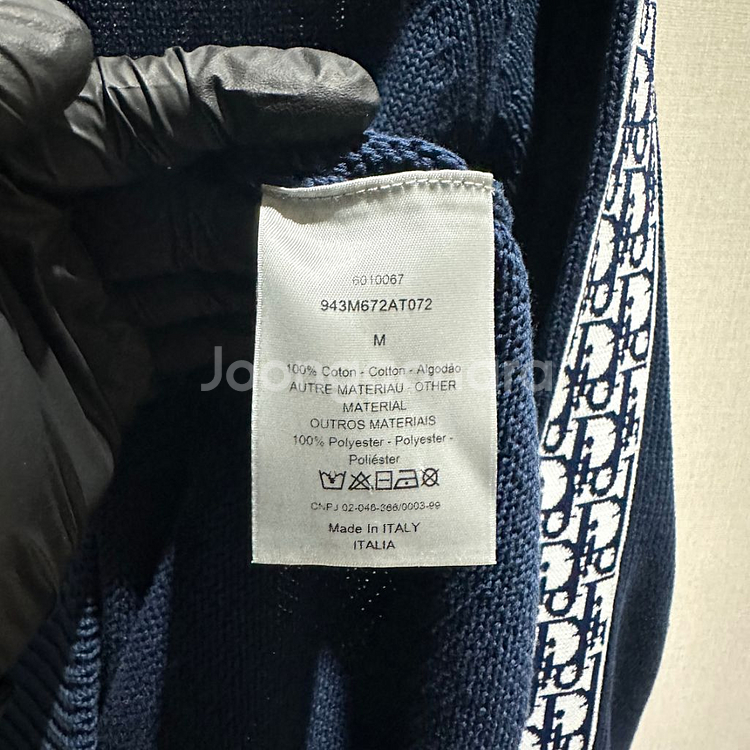 6010067
943M672AT072
M
100% Coton - Cotton - Algodão
AUTRE MATERIAU - OTHER
MATERIAL
OUTROS MATERIAIS
100% Polyester - Polyester -
Poliéster
CNPJ 02-046-366/0003-99
Made In ITALY
ITALIA